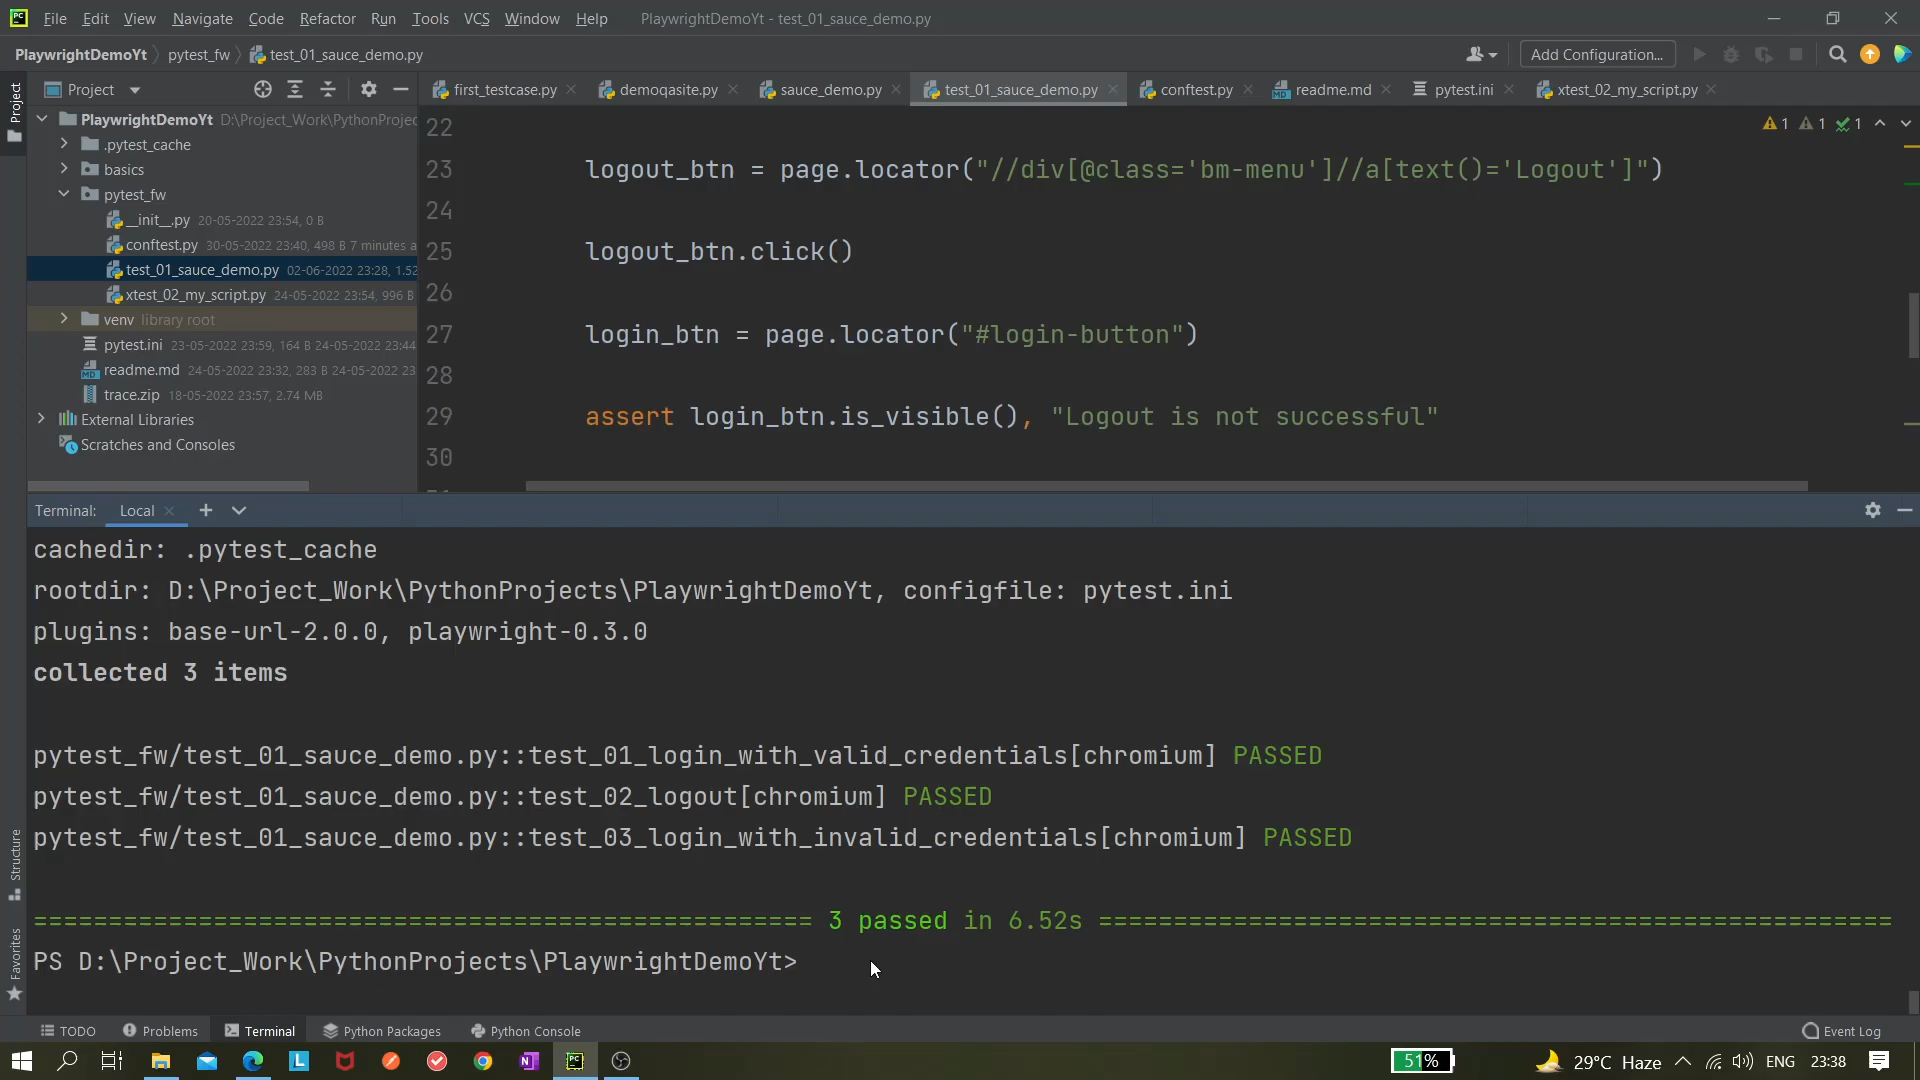 File Edit View Navigate Code Refactor Run Tools VCS Window Help PlaywrightDemoYt - test_01_sauce_demo.py
PlaywrightDemoYt pytest_fw test_01_sauce_demo.py Add Configuration...
Project
Project
first_testcase.py demoqasite.py sauce_demo.py test_01_sauce_demo.py conftest.py readme.md pytest.ini xtest_02_my_script.py
PlaywrightDemoYt D:\Project_Work\PythonProjec
.pytest_cache
basics
pytest_fw
__init__.py 20-05-2022 23:54, 0 B
conftest.py 30-05-2022 23:40, 498 B 7 minutes a
test_01_sauce_demo.py 02-06-2022 23:28, 1.52
xtest_02_my_script.py 24-05-2022 23:54, 996 B
venv library root
pytest.ini 23-05-2022 23:59, 164 B 24-05-2022 23:44
readme.md 24-05-2022 23:32, 283 B 24-05-2022 23
trace.zip 18-05-2022 23:57, 2.74 MB
External Libraries
Scratches and Consoles
1 1 1
22
23 logout_btn = page.locator("//div[@class='bm-menu']//a[text()='Logout']")
24
25 logout_btn.click()
26
27 login_btn = page.locator("#login-button")
28
29 assert login_btn.is_visible(), "Logout is not successful"
30
Terminal: Local
cachedir: .pytest_cache
rootdir: D:\Project_Work\PythonProjects\PlaywrightDemoYt, configfile: pytest.ini
plugins: base-url-2.0.0, playwright-0.3.0
collected 3 items
pytest_fw/test_01_sauce_demo.py::test_01_login_with_valid_credentials[chromium] PASSED
pytest_fw/test_01_sauce_demo.py::test_02_logout[chromium] PASSED
pytest_fw/test_01_sauce_demo.py::test_03_login_with_invalid_credentials[chromium] PASSED
==================================================== 3 passed in 6.52s =====================================================
PS D:\Project_Work\PythonProjects\PlaywrightDemoYt>
Structure
Favorites
TODO Problems Terminal Python Packages Python Console Event Log
51% 29°C Haze ENG 23:38